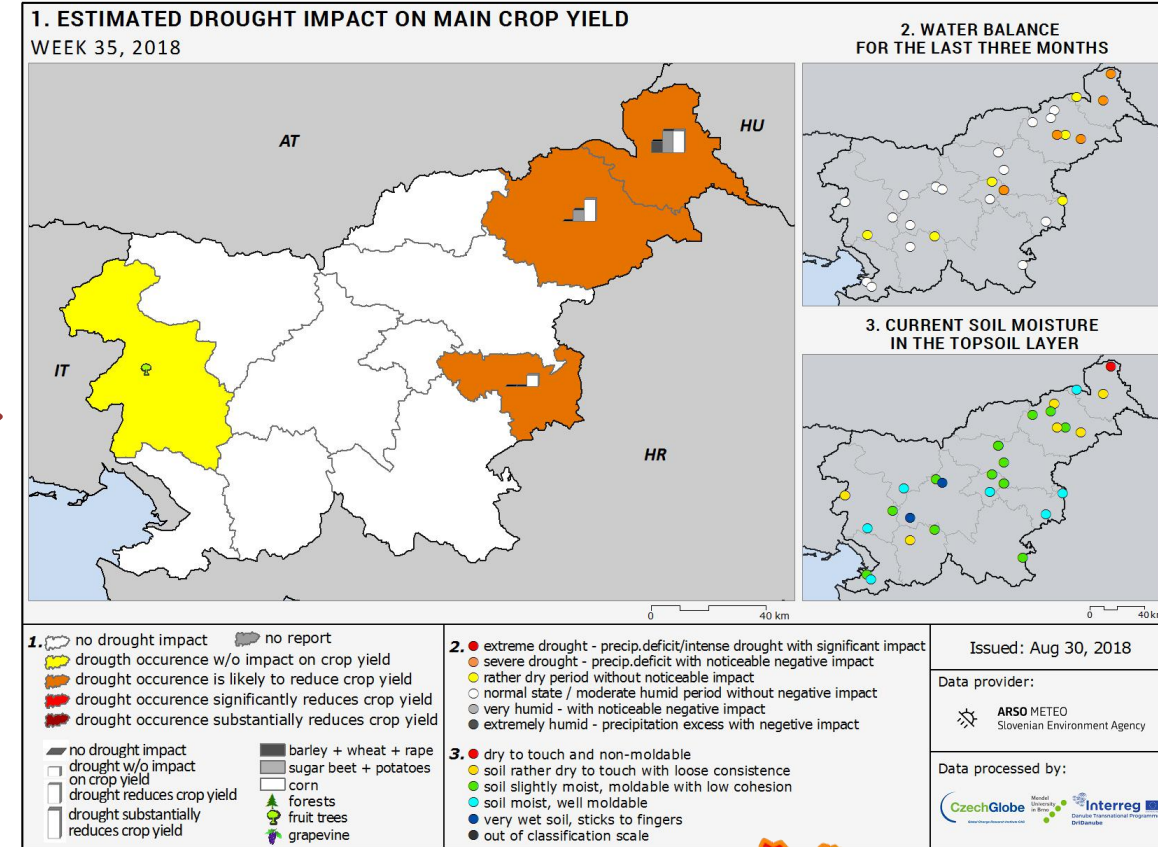 1. ESTIMATED DROUGHT IMPACT ON MAIN CROP YIELD
WEEK 35, 2018
AT
HU
IT
HR
0 40 km
2. WATER BALANCE
FOR THE LAST THREE MONTHS
3. CURRENT SOIL MOISTURE
IN THE TOPSOIL LAYER
0 40 km
1. no drought impact no report
drougth occurence w/o impact on crop yield
drought occurence is likely to reduce crop yield
drought occurence significantly reduces crop yield
drought occurence substantially reduces crop yield
no drought impact
drought w/o impact
on crop yield
drought reduces crop yield
drought substantially
reduces crop yield
barley + wheat + rape
sugar beet + potatoes
corn
forests
fruit trees
grapevine
2. extreme drought - precip.deficit/intense drought with significant impact
severe drought - precip.deficit with noticeable negative impact
rather dry period without noticeable impact
normal state / moderate humid period without negative impact
very humid - with noticeable negative impact
extremely humid - precipitation excess with negetive impact
3. dry to touch and non-moldable
soil rather dry to touch with loose consistence
soil slightly moist, moldable with low cohesion
soil moist, well moldable
very wet soil, sticks to fingers
out of classification scale
Issued: Aug 30, 2018
Data provider:
ARSO METEO
Slovenian Environment Agency
Data processed by:
CzechGlobe
Mendel
University
in Brno
Interreg
Danube Transnational Programme
DriDanube